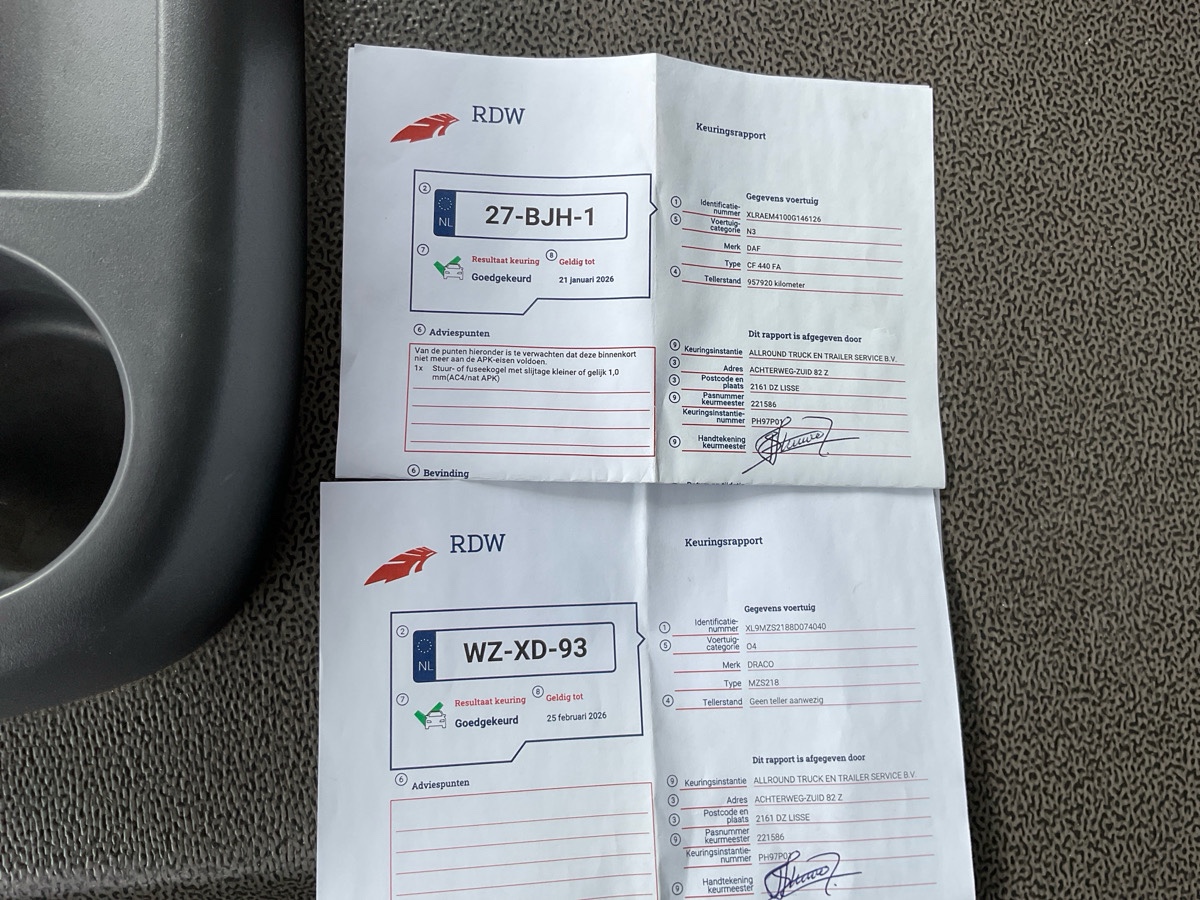 RDW
Keuringsrapport
② NL 27-BJH-1
⑦ Resultaat keuring ⑧ Geldig tot
Goedgekeurd 21 januari 2026
⑥ Adviespunten
Van de punten hieronder is te verwachten dat deze binnenkort
niet meer aan de APK-eisen voldoen.
1x Stuur- of fuseekogel met slijtage kleiner of gelijk 1,0
mm(AC4/nat APK)
⑥ Bevinding
Gegevens voertuig
① Identificatie-
nummer XLRAEM4100G146126
⑤ Voertuig-
categorie N3
Merk DAF
Type CF 440 FA
④ Tellerstand 957920 kilometer
Dit rapport is afgegeven door
⑨ Keuringsinstantie ALLROUND TRUCK EN TRAILER SERVICE B.V.
③ Adres ACHTERWEG-ZUID 82 Z
③ Postcode en
plaats 2161 DZ LISSE
⑨ Pasnummer
keurmeester 221586
Keuringsinstantie-
nummer PH97P01
⑨ Handtekening
keurmeester
RDW
Keuringsrapport
② NL WZ-XD-93
⑦ Resultaat keuring ⑧ Geldig tot
Goedgekeurd 25 februari 2026
⑥ Adviespunten
Gegevens voertuig
① Identificatie-
nummer XL9MZS218BD074040
⑤ Voertuig-
categorie O4
Merk DRACO
Type MZS218
④ Tellerstand Geen teller aanwezig
Dit rapport is afgegeven door
⑨ Keuringsinstantie ALLROUND TRUCK EN TRAILER SERVICE B.V.
③ Adres ACHTERWEG-ZUID 82 Z
③ Postcode en
plaats 2161 DZ LISSE
⑨ Pasnummer
keurmeester 221586
Keuringsinstantie-
nummer PH97P01
⑨ Handtekening
keurmeester